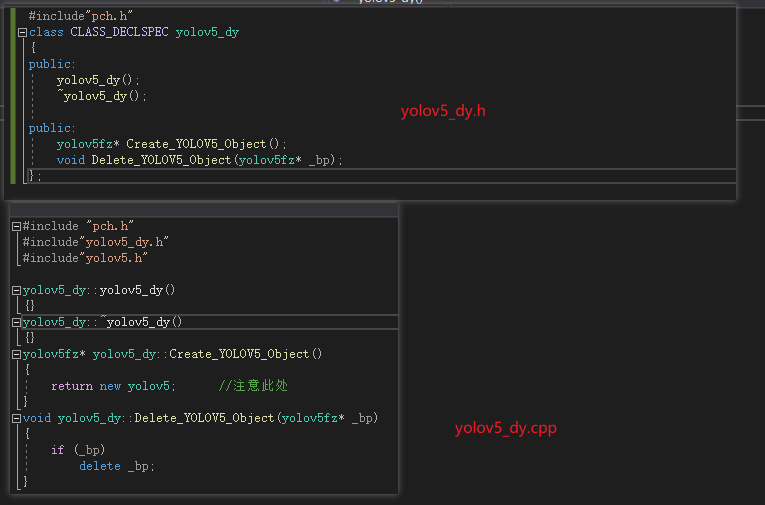 #include"pch.h"
class CLASS_DECLSPEC yolov5_dy
{
public:
yolov5_dy();
~yolov5_dy();
yolov5_dy.h
public:
yolov5fz* Create_YOLOV5_Object();
void Delete_YOLOV5_Object(yolov5fz* _bp);
};
#include "pch.h"
#include"yolov5_dy.h"
#include"yolov5.h"
yolov5_dy::yolov5_dy()
{}
yolov5_dy::~yolov5_dy()
{}
yolov5fz* yolov5_dy::Create_YOLOV5_Object()
{
return new yolov5; //注意此处
}
void yolov5_dy::Delete_YOLOV5_Object(yolov5fz* _bp)
{
yolov5_dy.cpp
if (_bp)
delete _bp;
}